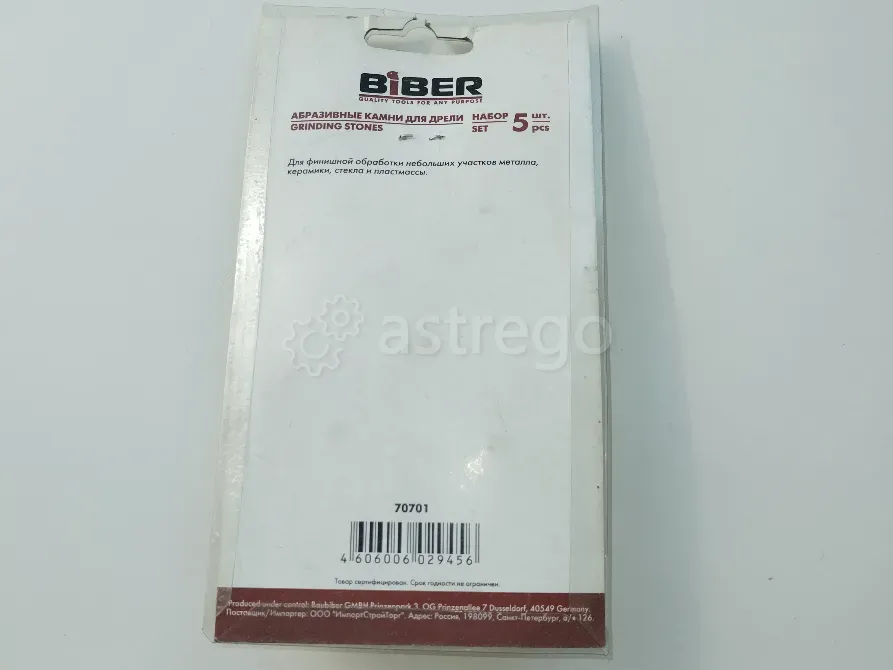 BiBER
QUALITY TOOLS FOR ANY PURPOSE
АБРАЗИВНЫЕ КАМНИ ДЛЯ ДРЕЛИ НАБОР 5 шт.
GRINDING STONES SET pcs
Для финишной обработки небольших участков металла,
керамики, стекла и пластмассы.
astrego
70701
4 606006 029456
Товар сертифицирован. Срок годности не ограничен.
Produced under control: Baubibar GMBH Prinzenpark 3. OG Prinzenallee 7 Dusseldorf, 40549 Germany.
Поставщик/Импортер: ООО "ИмпортСтройТорг". Адрес: Россия, 198099, Санкт-Петербург, а/я 126.